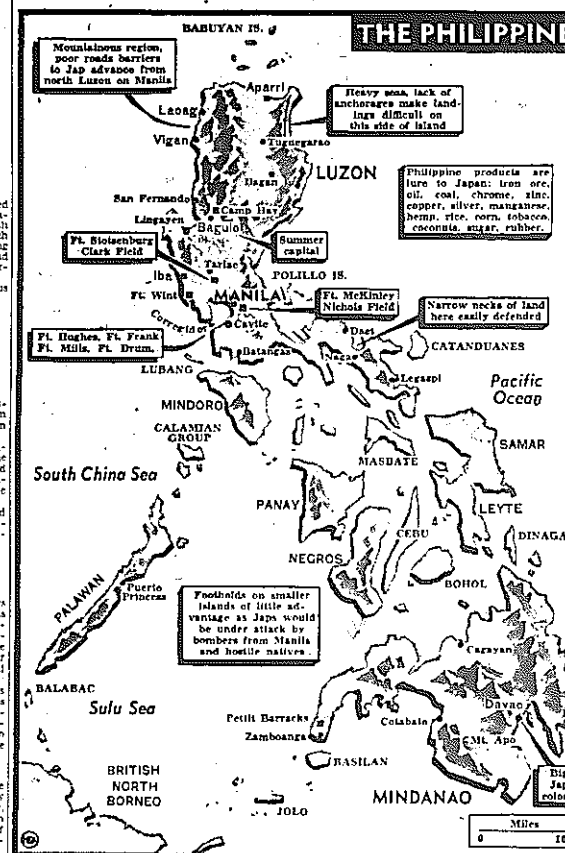 THE PHILIPPINE
BABUYAN IS.
Mountainous region,
poor roads barriers
to Jap advance from
north Luzon on Manila
Aparri
Laoag
Heavy seas, lack of
anchorages make land-
ings difficult on
this side of island
Vigan
Tuguegarao
Ilagan
LUZON
Philippine products are
lure to Japan: iron ore,
oil, coal, chrome, zinc,
copper, silver, manganese,
hemp, rice, corn, tobacco,
coconuts, sugar, rubber.
San Fernando
Camp Hay
Lingayen
Baguio
Ft. Stotsenburg
Clark Field
Summer
capital
Tarlac
Iba
POLILLO IS.
Ft. Wint
MANILA
Ft. McKinley
Nichols Field
Narrow necks of land
here easily defended
Corregidor
Cavite
Ft. Hughes, Ft. Frank
Ft. Mills, Ft. Drum.
Daet
CATANDUANES
Batangas
Naga
LUBANG
Legaspi
Pacific
Ocean
MINDORO
CALAMIAN
GROUP
SAMAR
MASBATE
South China Sea
PANAY
LEYTE
CEBU
DINAGA
NEGROS
BOHOL
PALAWAN
Puerto
Princesa
Footholds on smaller
islands of little ad-
vantage as Japs would
be under attack by
bombers from Manila
and hostile natives.
Cagayan
BALABAC
Davao
Sulu Sea
Petiti Barracks
Cotabato
Zamboanga
Mt. Apo
BASILAN
Big
Jap
colo
BRITISH
NORTH
BORNEO
MINDANAO
JOLO
Miles
0